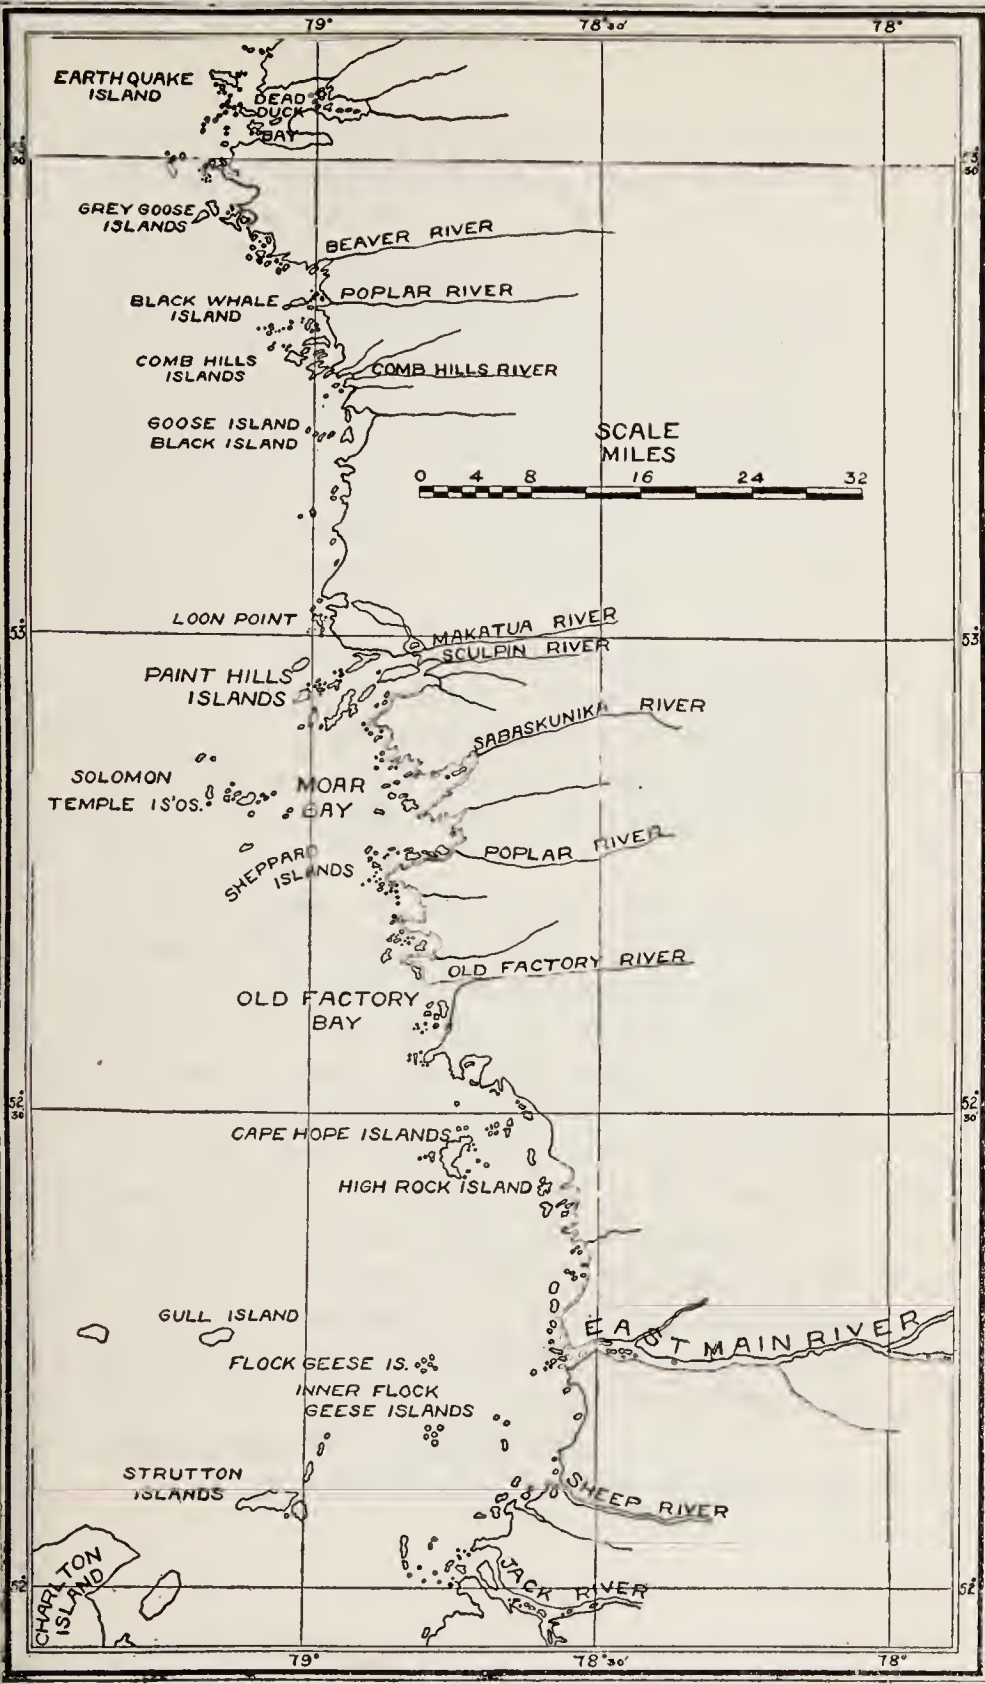 79° 78°30' 78°
EARTHQUAKE
ISLAND
DEAD
DUCK
BAY
30
30
GREY GOOSE
ISLANDS
BEAVER RIVER
BLACK WHALE
ISLAND
POPLAR RIVER
COMB HILLS
ISLANDS
COMB HILLS RIVER
GOOSE ISLAND
BLACK ISLAND
SCALE
MILES
0 4 8 16 24 32
LOON POINT
53°
53°
MAKATUA RIVER
SCULPIN RIVER
PAINT HILLS
ISLANDS
SABASKUNIKA RIVER
SOLOMON
TEMPLE IS'DS.
MOAR
BAY
SHEPPARD
ISLANDS
POPLAR RIVER
OLD FACTORY RIVER
OLD FACTORY
BAY
52°
30'
52°
30'
CAPE HOPE ISLANDS
HIGH ROCK ISLAND
GULL ISLAND
EAST MAIN RIVER
FLOCK GEESE IS.
INNER FLOCK
GEESE ISLANDS
STRUTTON
ISLANDS
SHEEP RIVER
CHARLTON
ISLAND
JACK RIVER
52°
52°
79° 78°30' 78°